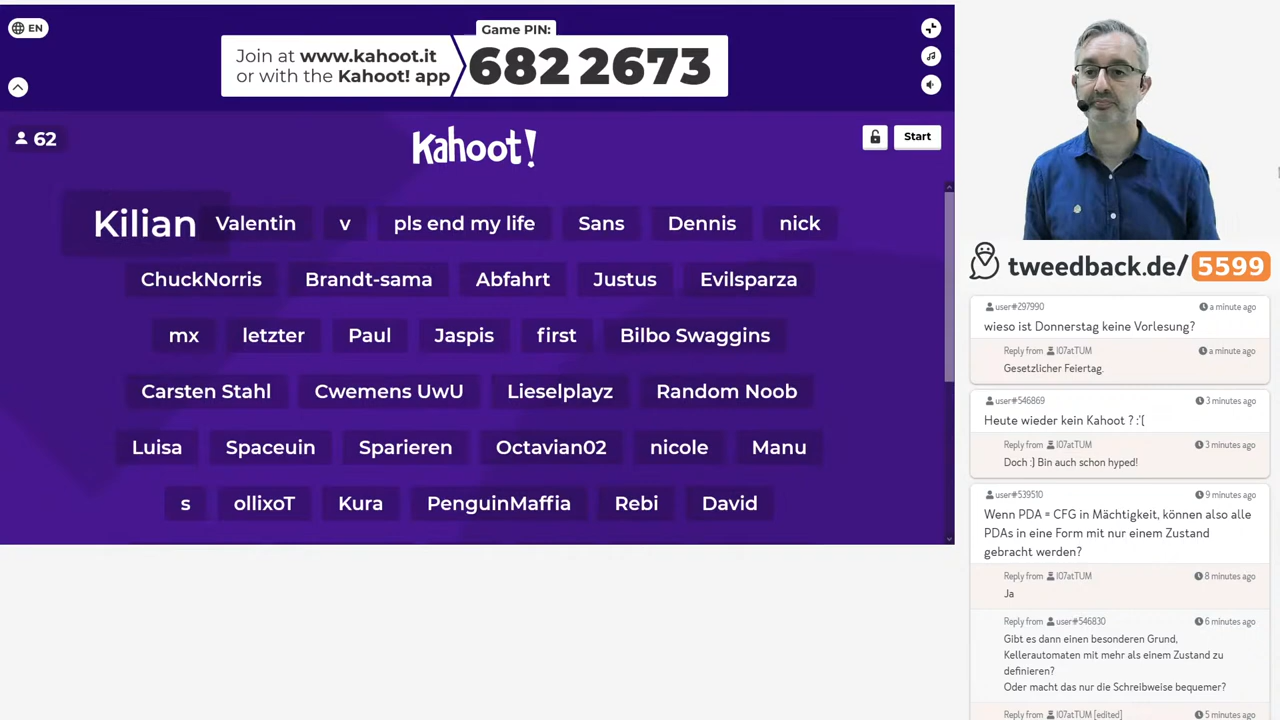 EN
Game PIN:
Join at www.kahoot.it
or with the Kahoot! app
682 2673
62
Kahoot!
Start
Kilian Valentin v pls end my life Sans Dennis nick
ChuckNorris Brandt-sama Abfahrt Justus Evilsparza
mx letzter Paul Jaspis first Bilbo Swaggins
Carsten Stahl Cwemens UwU Lieselplayz Random Noob
Luisa Spaceuin Sparieren Octavian02 nicole Manu
s ollixoT Kura PenguinMaffia Rebi David
tweedback.de/ 5599
user#297990 a minute ago
wieso ist Donnerstag keine Vorlesung?
Reply from I07atTUM a minute ago
Gesetzlicher Feiertag.
user#546869 3 minutes ago
Heute wieder kein Kahoot ? :'(
Reply from I07atTUM 3 minutes ago
Doch :) Bin auch schon hyped!
user#539510 9 minutes ago
Wenn PDA = CFG in Mächtigkeit, können also alle
PDAs in eine Form mit nur einem Zustand
gebracht werden?
Reply from I07atTUM 8 minutes ago
Ja
Reply from user#546830 6 minutes ago
Gibt es dann einen besonderen Grund,
Kellerautomaten mit mehr als einem Zustand zu
definieren?
Oder macht das nur die Schreibweise bequemer?
Reply from I07atTUM [edited] 5 minutes ago